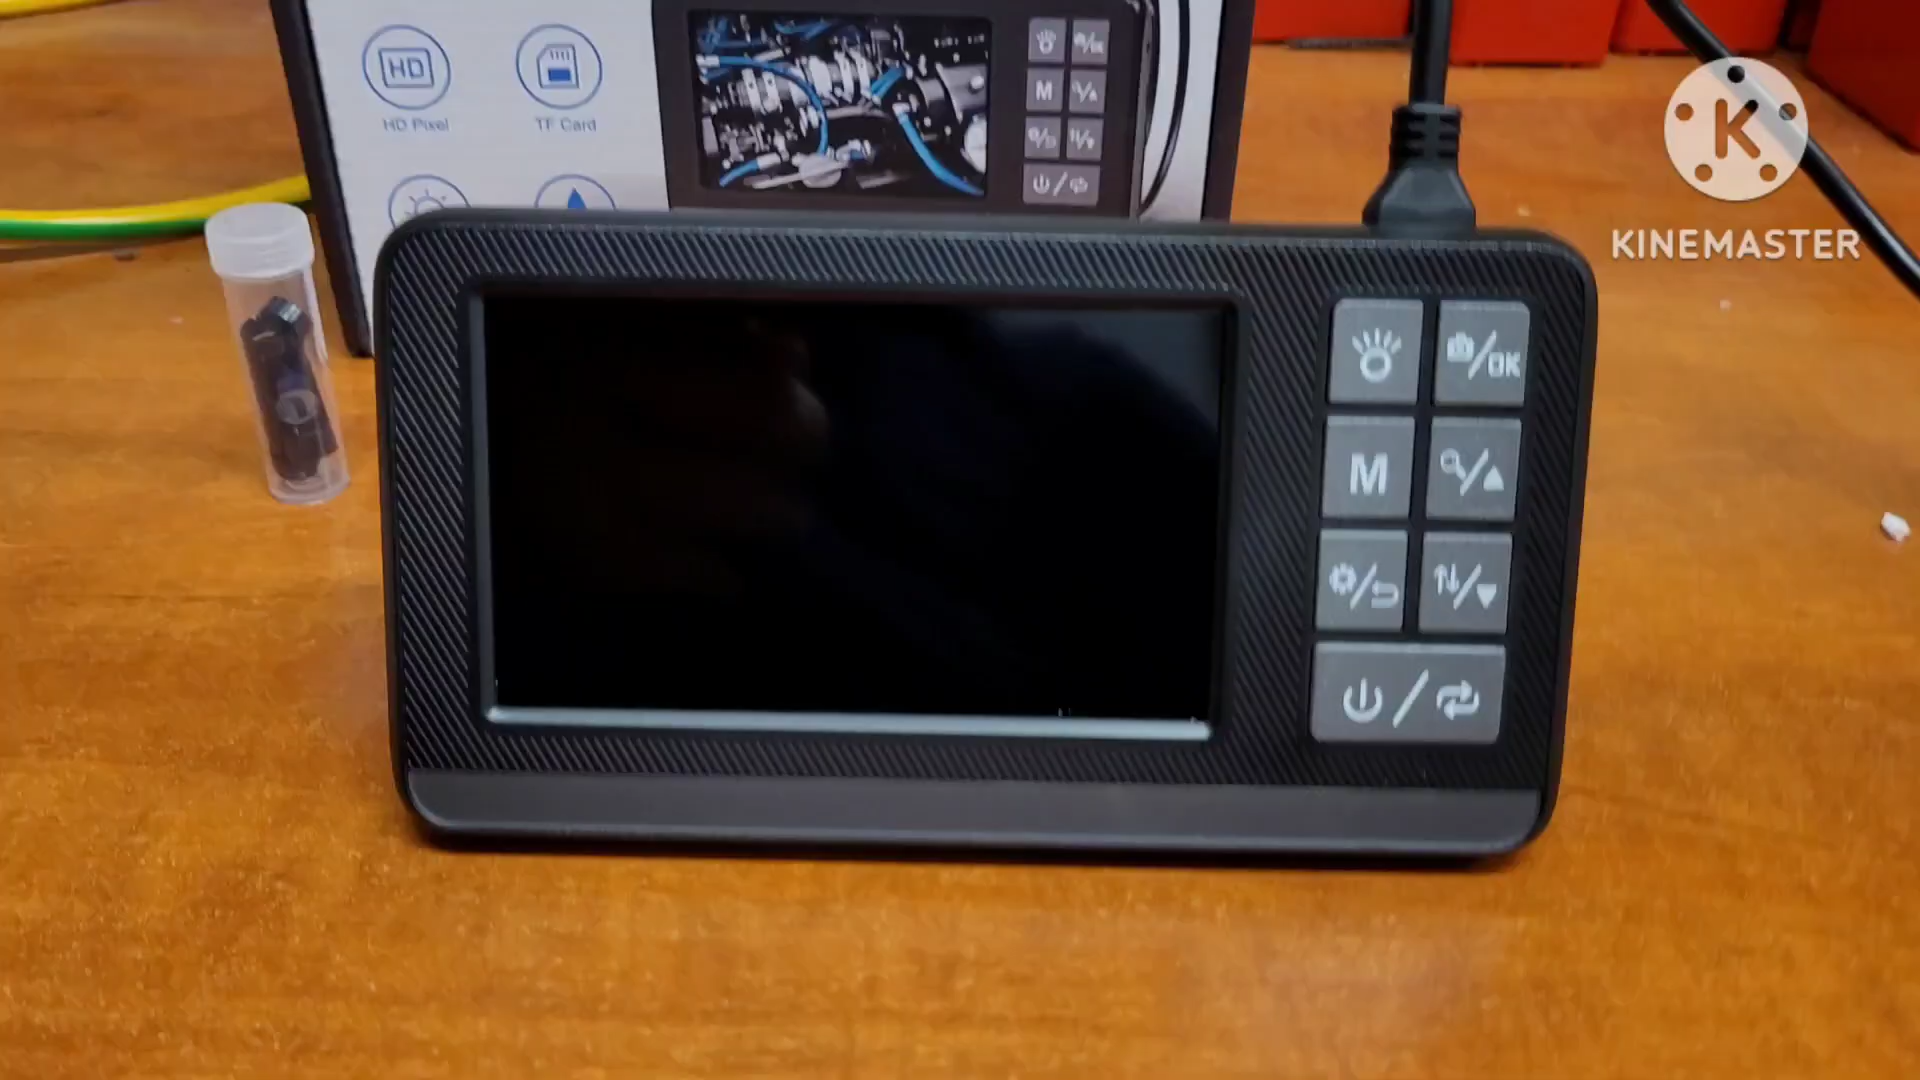 HD
HD Pixel
TF Card
M
K
KINEMASTER
/OK
M